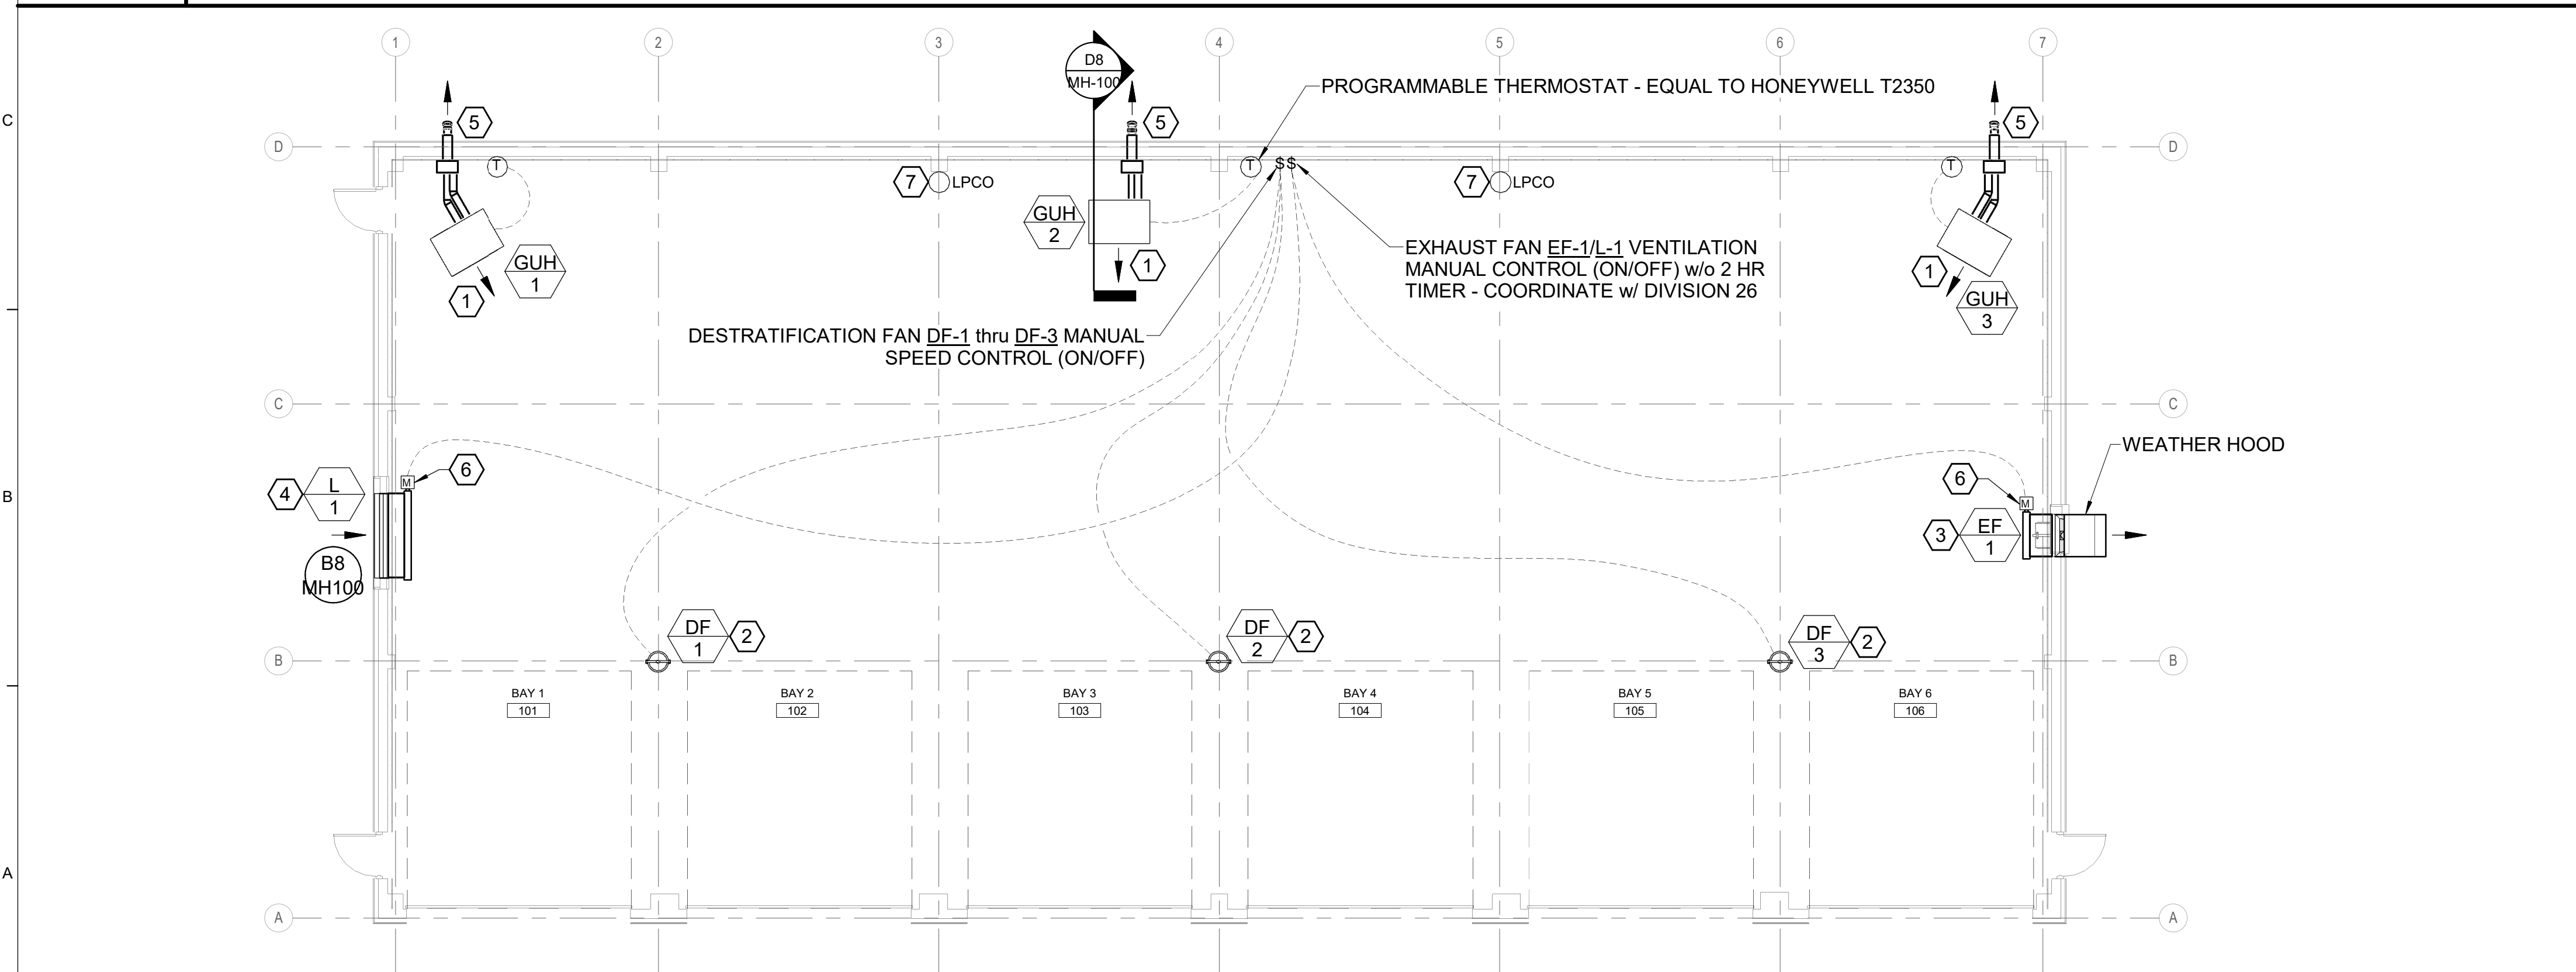 1 2 3 4 5 6 7
D8
MH-100
PROGRAMMABLE THERMOSTAT - EQUAL TO HONEYWELL T2350
C
5 5 5
D D
T T $ $ T
7 LPCO 7 LPCO
GUH
2
GUH
1
1
1
1
GUH
3
EXHAUST FAN EF-1/L-1 VENTILATION
MANUAL CONTROL (ON/OFF) w/o 2 HR
TIMER - COORDINATE w/ DIVISION 26
DESTRATIFICATION FAN DF-1 thru DF-3 MANUAL
SPEED CONTROL (ON/OFF)
C C
WEATHER HOOD
B
4
L
1
M
6
6
M
3
EF
1
B8
MH100
DF
1
2
DF
2
2
DF
3
2
B B
BAY 1
101
BAY 2
102
BAY 3
103
BAY 4
104
BAY 5
105
BAY 6
106
A
A A